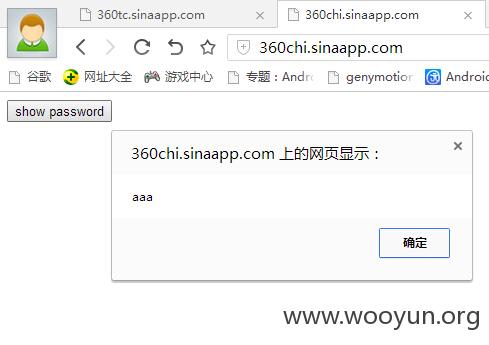 360tc.sinaapp.com
360chi.sinaapp.com
360chi.sinaapp.com
谷歌 网址大全 游戏中心 专题:Andr genymotion Android
show password
360chi.sinaapp.com 上的网页显示:
aaa
确定
www.wooyun.org